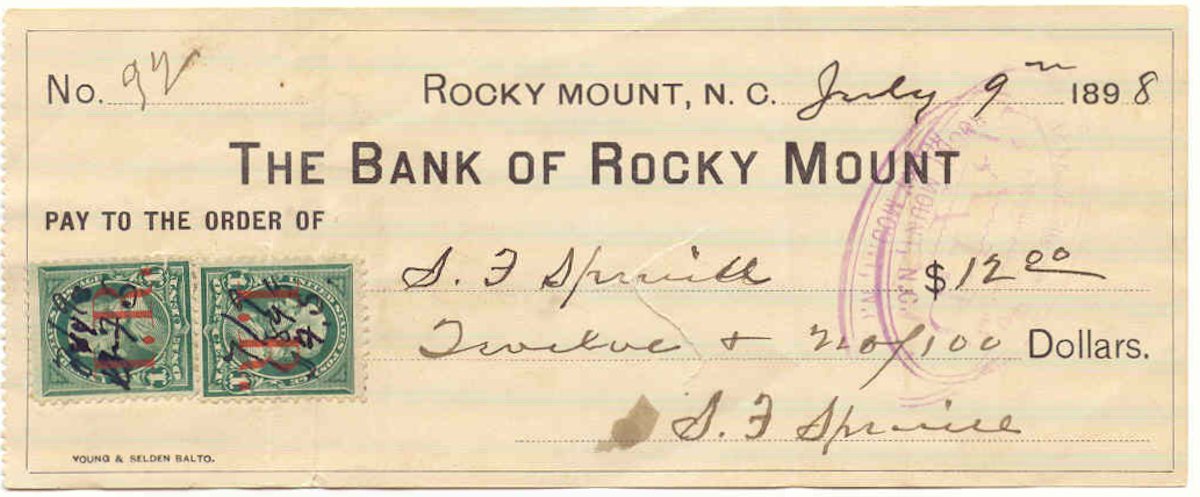 No. 97 ROCKY MOUNT, N. C. July 9th 1898
THE BANK OF ROCKY MOUNT
PAY TO THE ORDER OF
S. F Spruill $ 12 00
Twelve + no/100 Dollars.
S. F Spruill
I.R. I.R.
YOUNG & SELDEN BALTO.